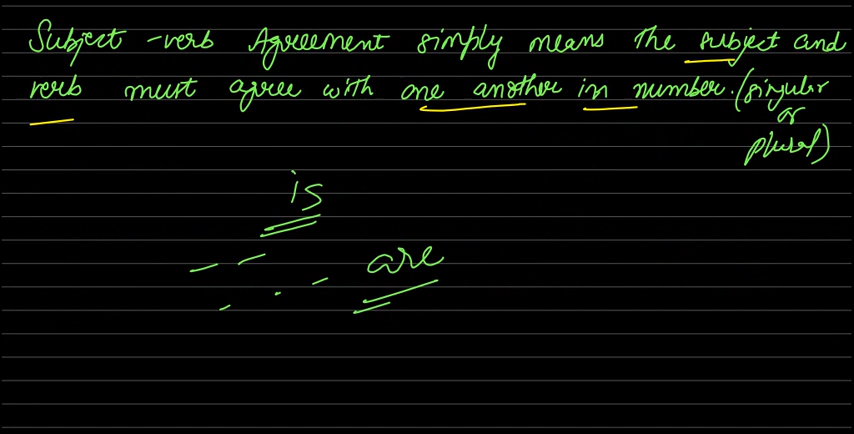 Subject -verb Agreement simply means the subject and
verb must agree with one another in number. (singular
or
plural)
is
are